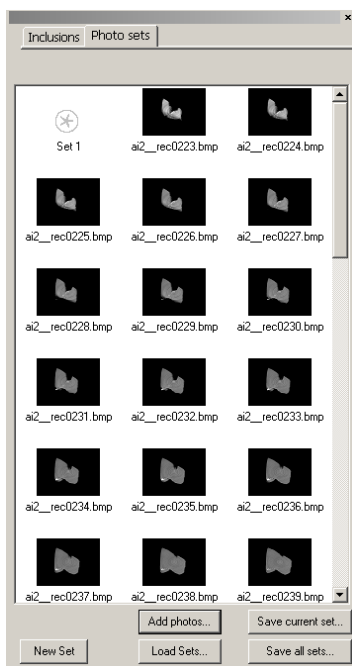 x
Inclusions Photo sets
Set 1 ai2__rec0223.bmp ai2__rec0224.bmp
ai2__rec0225.bmp ai2__rec0226.bmp ai2__rec0227.bmp
ai2__rec0228.bmp ai2__rec0229.bmp ai2__rec0230.bmp
ai2__rec0231.bmp ai2__rec0232.bmp ai2__rec0233.bmp
ai2__rec0234.bmp ai2__rec0235.bmp ai2__rec0236.bmp
ai2__rec0237.bmp ai2__rec0238.bmp ai2__rec0239.bmp
Add photos... Save current set...
New Set Load Sets... Save all sets...